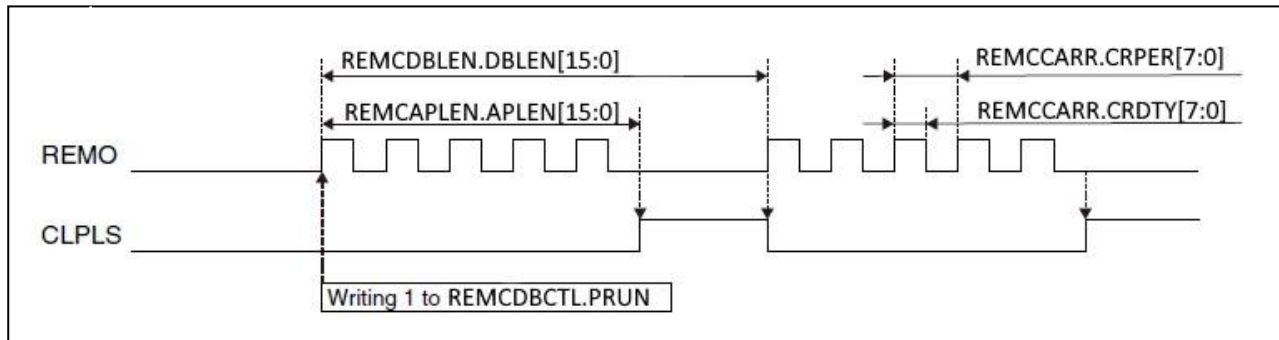 REMCDBLEN.DBLEN[15:0]
REMCCARR.CRPER[7:0]
REMCAPLEN.APLEN[15:0]
REMCCARR.CRDTY[7:0]
REMO
CLPLS
Writing 1 to REMCDBCTL.PRUN